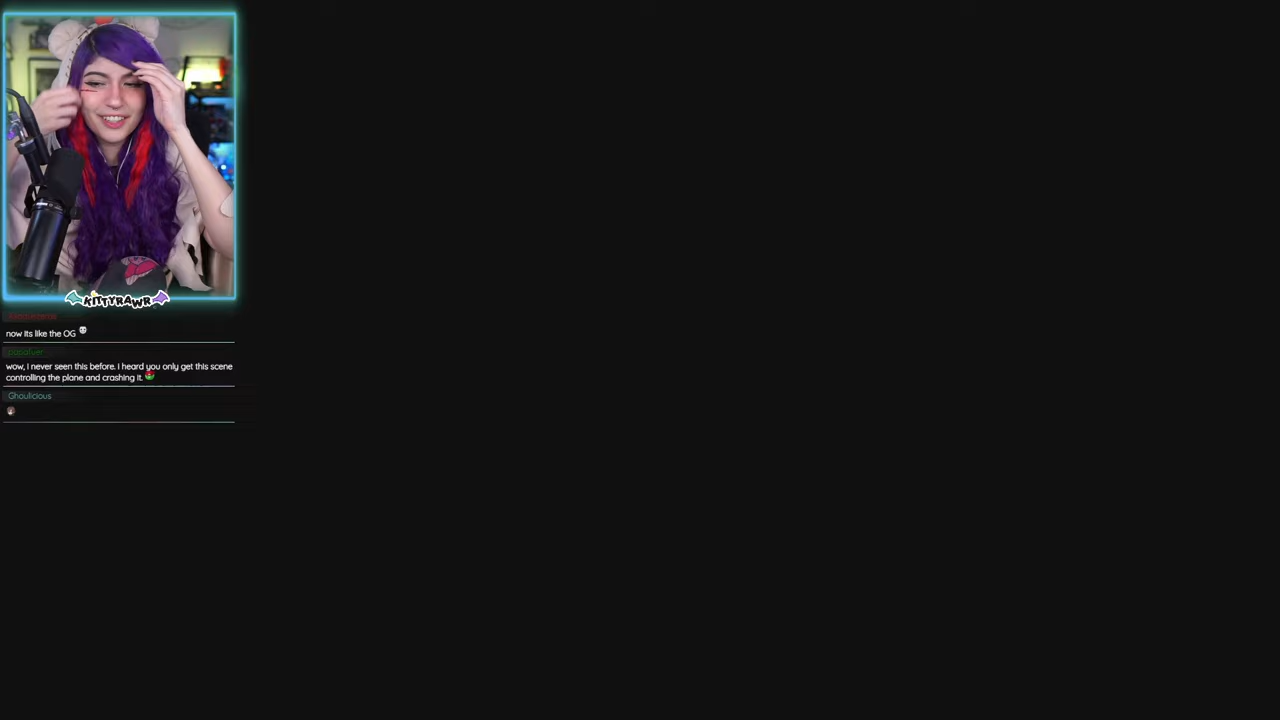 KITTYRAWR
now its like the OG
papafver
wow, I never seen this before. I heard you only get this scene
controlling the plane and crashing it.
Ghoulicious